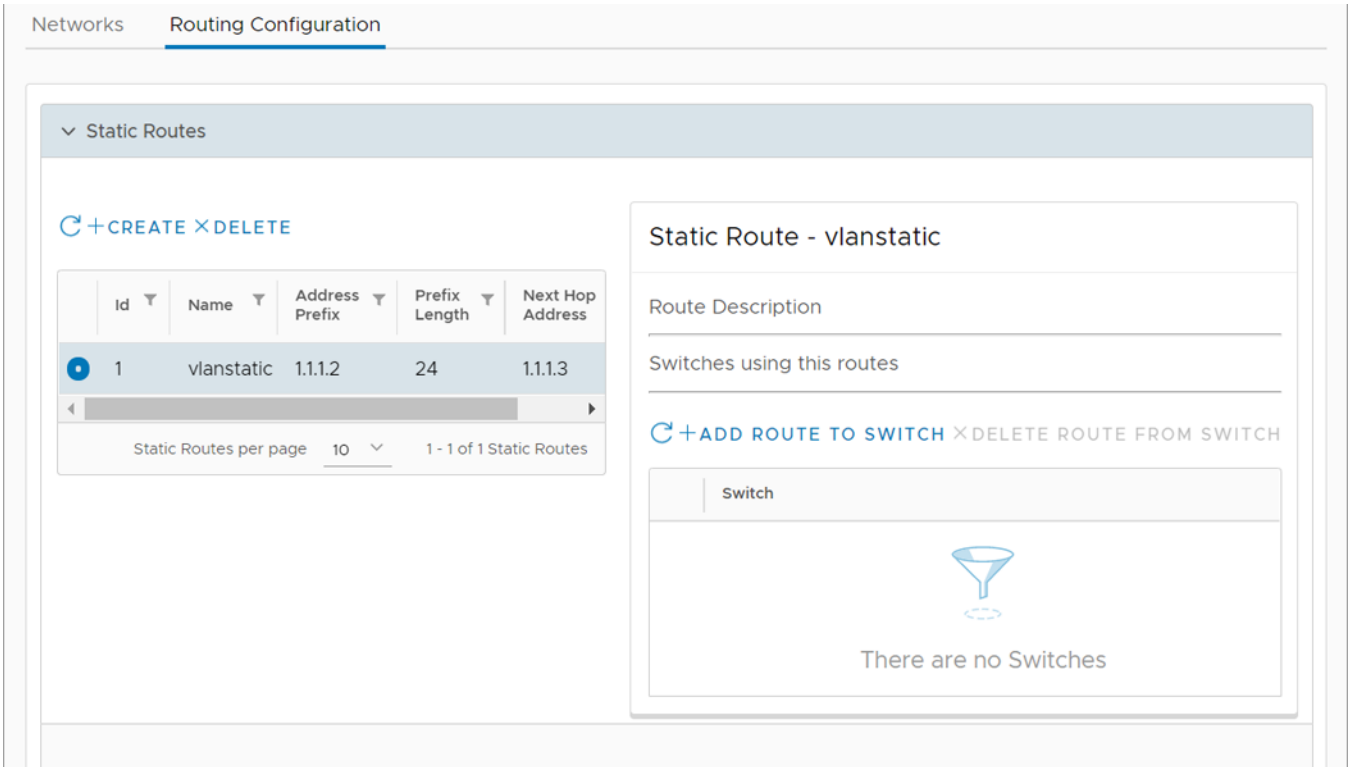 Networks Routing Configuration
Static Routes
+CREATE ×DELETE
Id Name Address Prefix Prefix Length Next Hop Address
1 vlanstatic 1.1.1.2 24 1.1.1.3
Static Routes per page 10 1 - 1 of 1 Static Routes
Static Route - vlanstatic
Route Description
Switches using this routes
+ADD ROUTE TO SWITCH ×DELETE ROUTE FROM SWITCH
Switch
There are no Switches